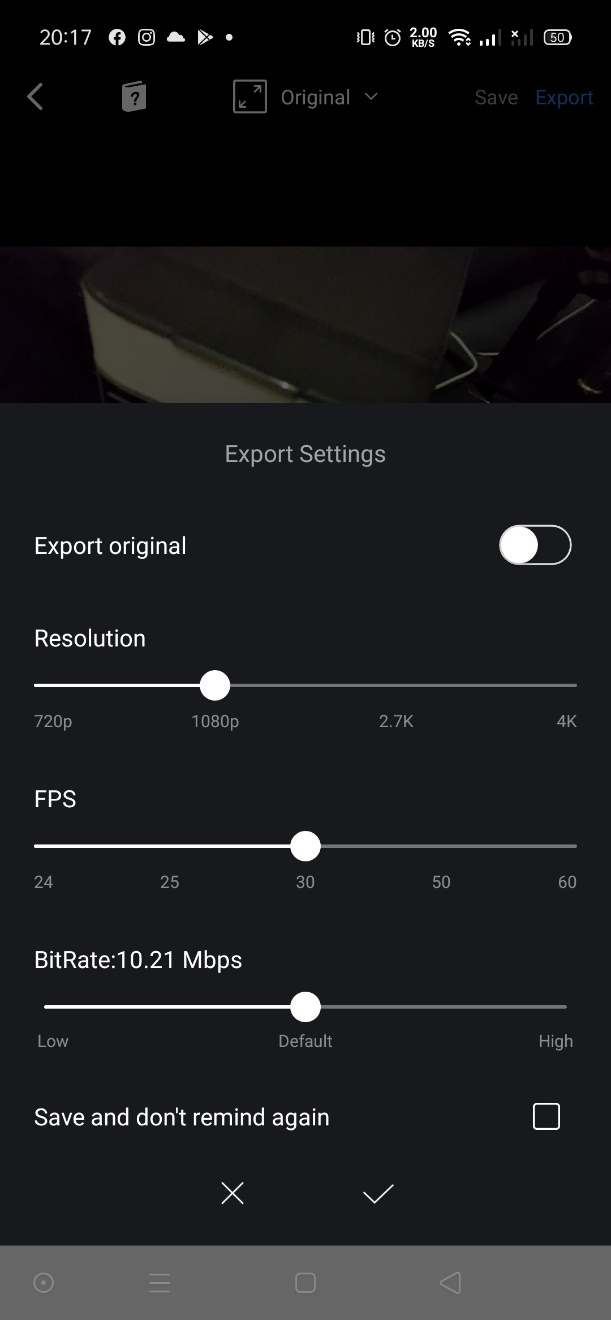 20:17 2.00 KB/S 50
? Original Save Export
Export Settings
Export original
Resolution
720p 1080p 2.7K 4K
FPS
24 25 30 50 60
BitRate:10.21 Mbps
Low Default High
Save and don't remind again